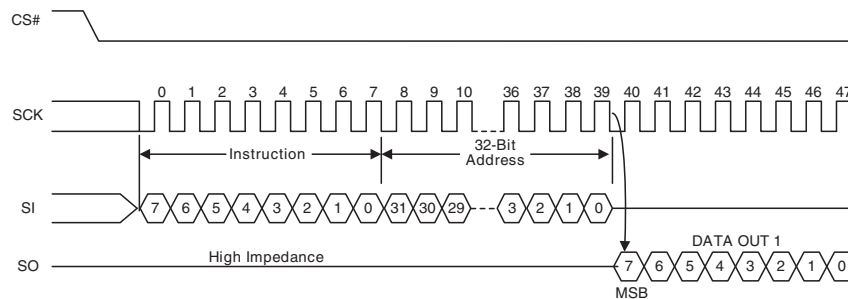 CS#
0 1 2 3 4 5 6 7 8 9 10 36 37 38 39 40 41 42 43 44 45 46 47
SCK
Instruction
32-Bit
Address
SI 7 6 5 4 3 2 1 0 31 30 29 3 2 1 0
DATA OUT 1
High Impedance
SO 7 6 5 4 3 2 1 0
MSB